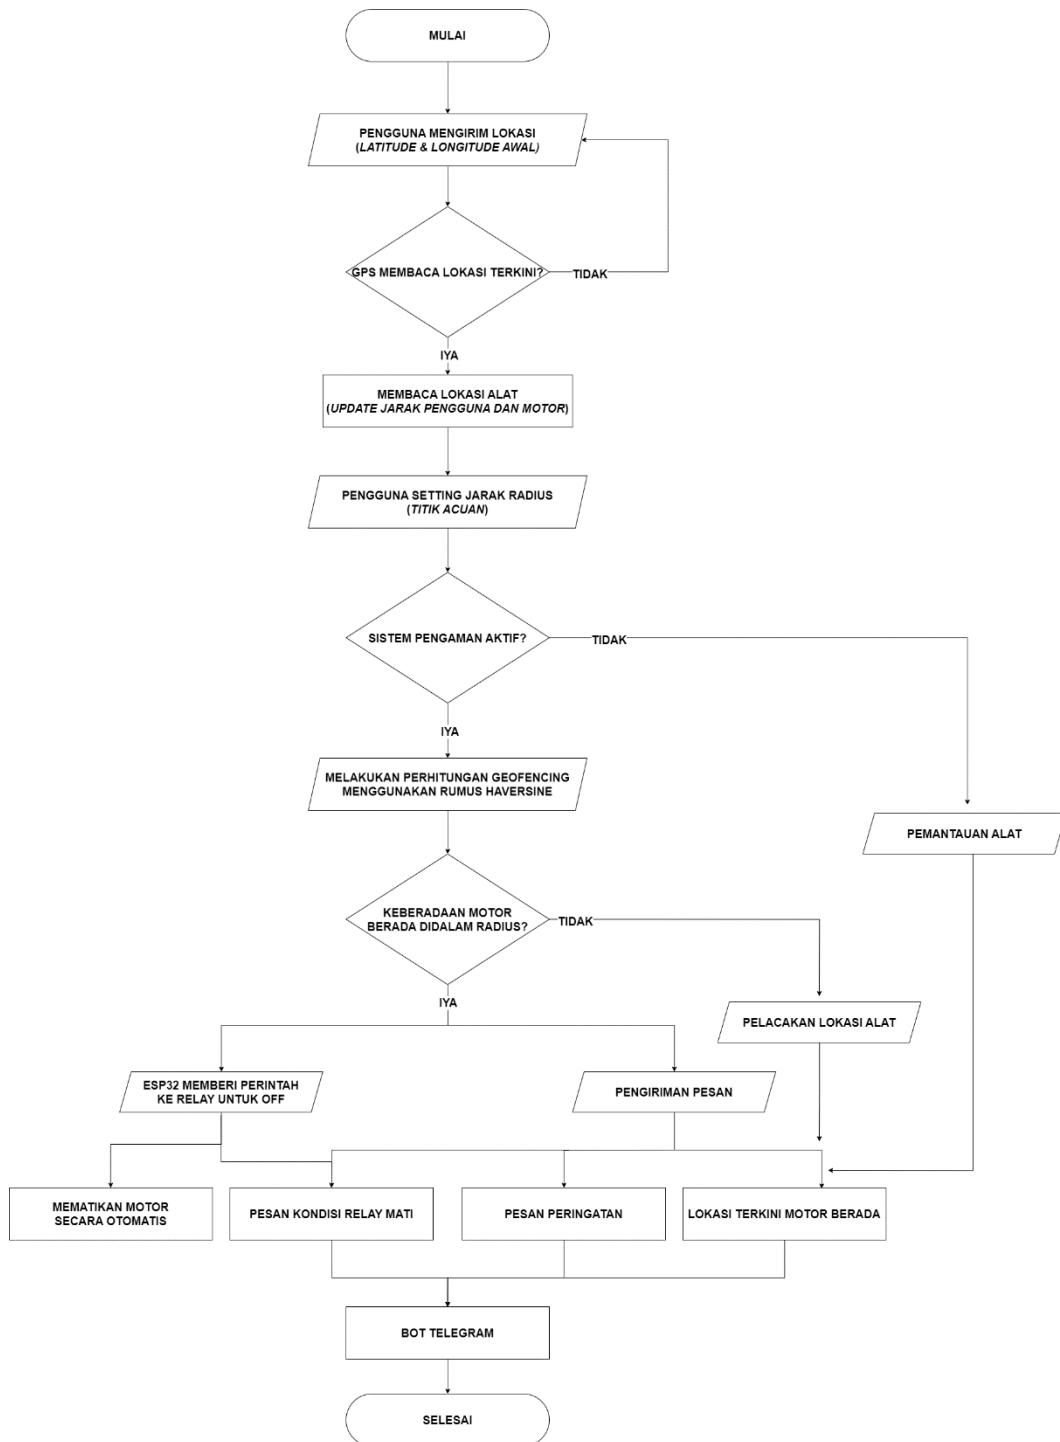 MULAI
PENGGUNA MENGIRIM LOKASI
(LATITUDE & LONGITUDE AWAL)
GPS MEMBACA LOKASI TERKINI?
TIDAK
IYA
MEMBACA LOKASI ALAT
(UPDATE JARAK PENGGUNA DAN MOTOR)
PENGGUNA SETTING JARAK RADIUS
(TITIK ACUAN)
SISTEM PENGAMAN AKTIF?
TIDAK
IYA
MELAKUKAN PERHITUNGAN GEOFENCING
MENGGUNAKAN RUMUS HAVERSINE
PEMANTAUAN ALAT
KEBERADAAN MOTOR
BERADA DIDALAM RADIUS?
TIDAK
IYA
PELACAKAN LOKASI ALAT
ESP32 MEMBERI PERINTAH
KE RELAY UNTUK OFF
PENGIRIMAN PESAN
MEMATIKAN MOTOR
SECARA OTOMATIS
PESAN KONDISI RELAY MATI
PESAN PERINGATAN
LOKASI TERKINI MOTOR BERADA
BOT TELEGRAM
SELESAI